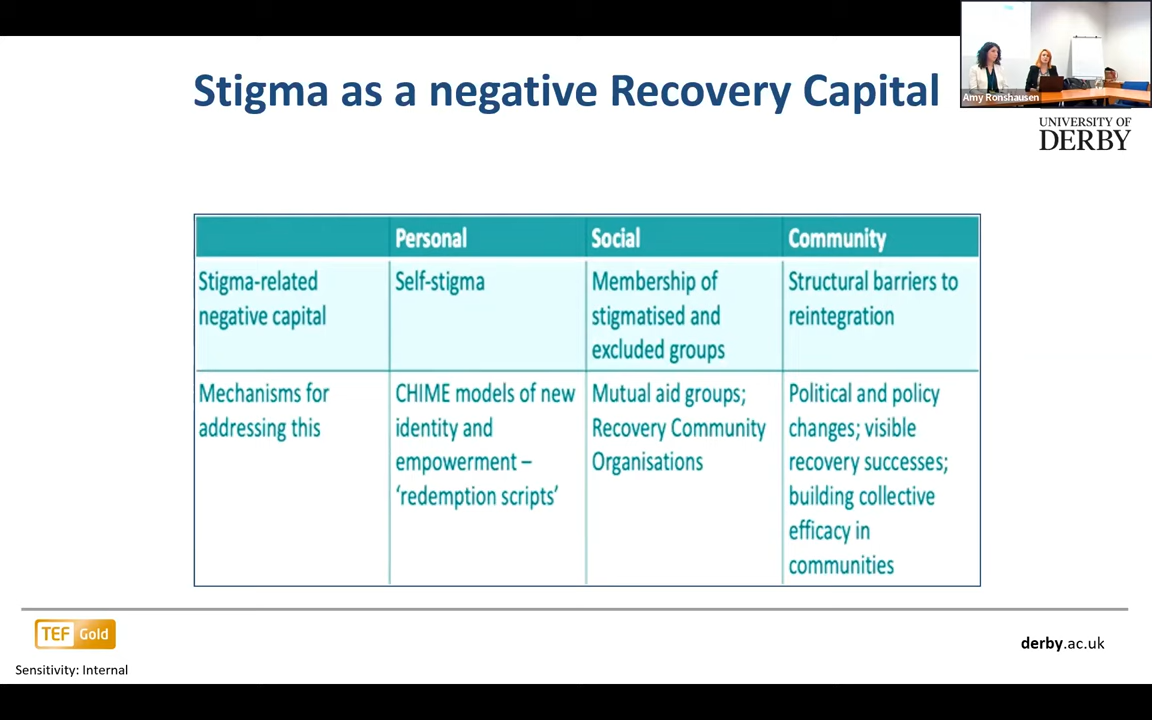 Stigma as a negative Recovery Capital
Amy Ronshausen
UNIVERSITY OF
DERBY
Personal
Social
Community
Stigma-related
negative capital
Self-stigma
Membership of
stigmatised and
excluded groups
Structural barriers to
reintegration
Mechanisms for
addressing this
CHIME models of new
identity and
empowerment –
‘redemption scripts’
Mutual aid groups;
Recovery Community
Organisations
Political and policy
changes; visible
recovery successes;
building collective
efficacy in
communities
TEF Gold
derby.ac.uk
Sensitivity: Internal